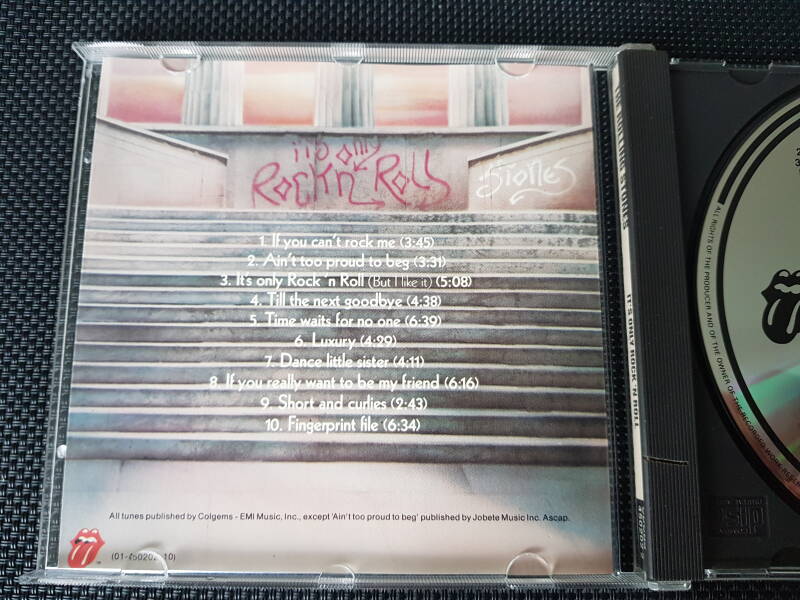 it's only
Rock'n Roll
Stones
1. If you can't rock me (3:45)
2. Ain't too proud to beg (3:31)
3. It's only Rock 'n Roll (But I like it) (5:08)
4. Till the next goodbye (4:38)
5. Time waits for no one (6:39)
6. Luxury (4:29)
7. Dance little sister (4:11)
8. If you really want to be my friend (6:16)
9. Short and curlies (2:43)
10. Fingerprint file (6:34)
All tunes published by Colgems - EMI Music, Inc., except 'Ain't too proud to beg' published by Jobete Music Inc. Ascap.
THE ROLLING STONES
IT'S ONLY ROCK 'N ROLL
ALL RIGHTS OF THE PRODUCER AND OF THE OWNER OF THE RECORDED WORK